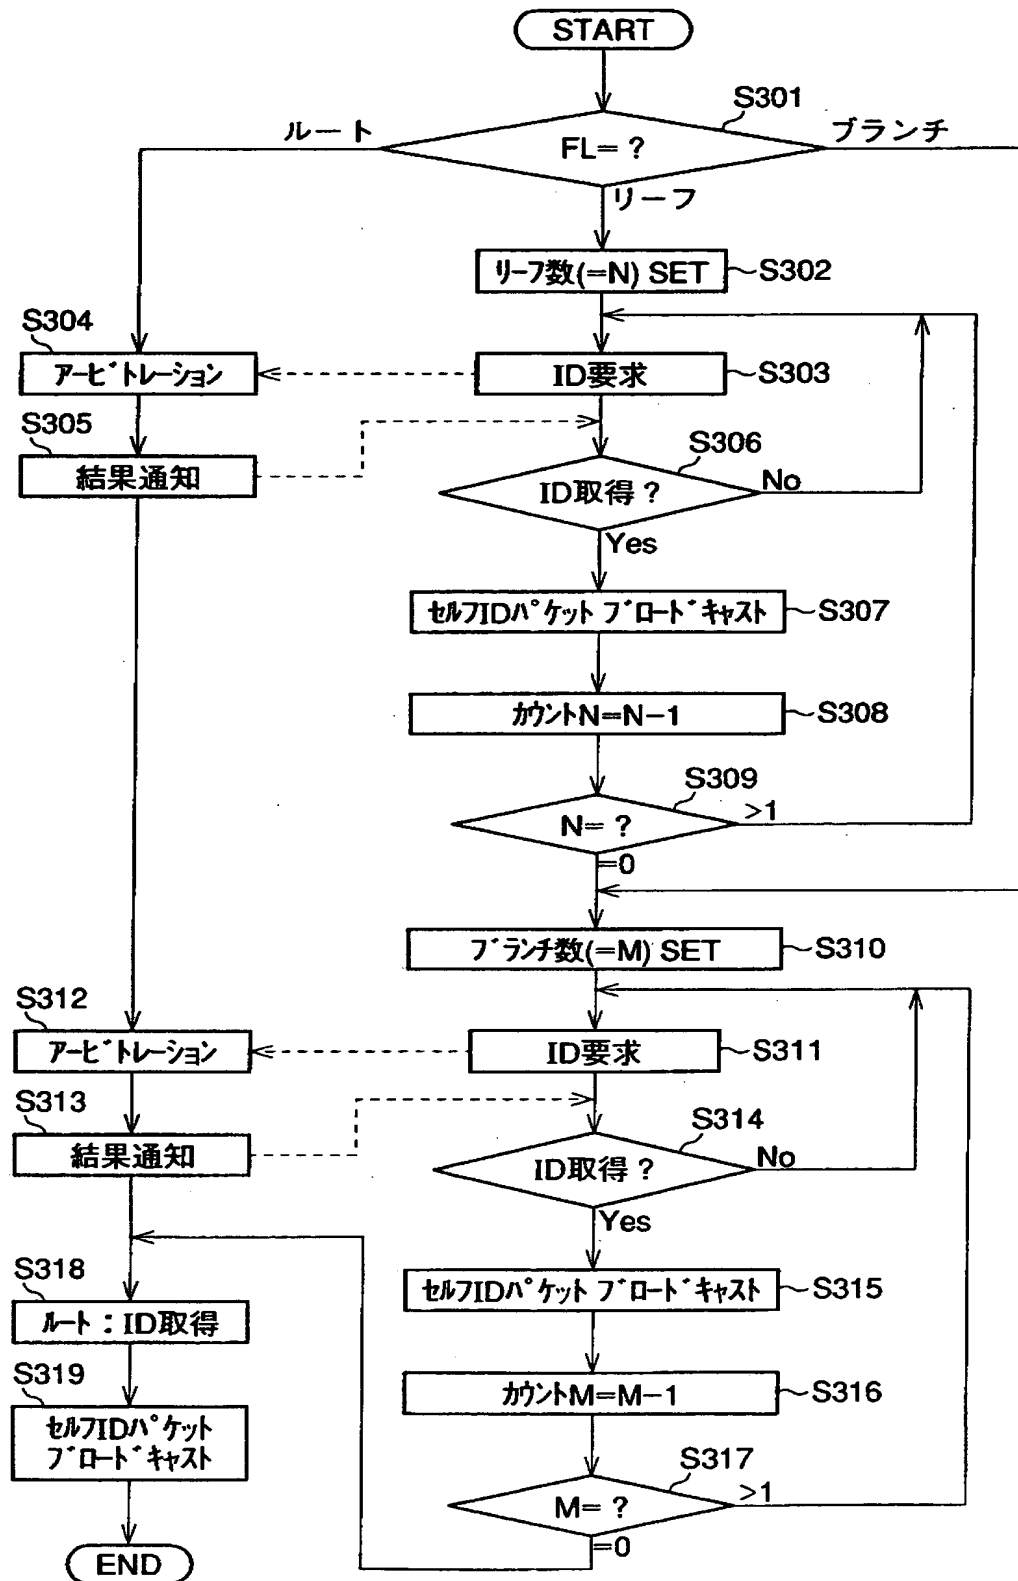 START
S301
ルート
FL=?
ブランチ
リーフ
リーフ数(=N) SET
S302
S304
アービトレーション
ID要求
S303
S305
結果通知
S306
ID取得?
No
Yes
セルフIDパケット ブロードキャスト
S307
カウントN=N-1
S308
S309
N=?
>1
=0
ブランチ数(=M) SET
S310
S312
アービトレーション
ID要求
S311
S313
結果通知
S314
ID取得?
No
Yes
S318
ルート:ID取得
セルフIDパケット ブロードキャスト
S315
S319
セルフIDパケット
ブロードキャスト
カウントM=M-1
S316
S317
M=?
>1
=0
END